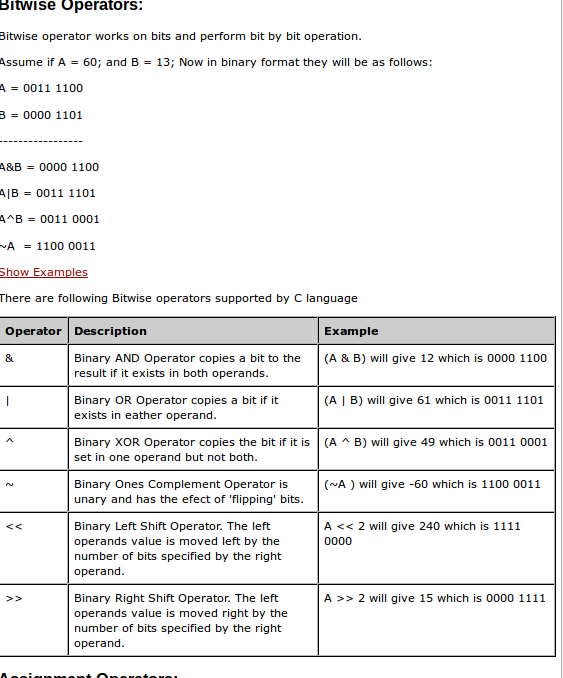 Bitwise Operators:
Bitwise operator works on bits and perform bit by bit operation.
Assume if A = 60; and B = 13; Now in binary format they will be as follows:
A = 0011 1100
B = 0000 1101
-----------------
A&B = 0000 1100
A|B = 0011 1101
A^B = 0011 0001
~A  = 1100 0011
Show Examples
There are following Bitwise operators supported by C language
Operator Description Example
& Binary AND Operator copies a bit to the (A & B) will give 12 which is 0000 1100
result if it exists in both operands.
| Binary OR Operator copies a bit if it (A | B) will give 61 which is 0011 1101
exists in eather operand.
^ Binary XOR Operator copies the bit if it is (A ^ B) will give 49 which is 0011 0001
set in one operand but not both.
~ Binary Ones Complement Operator is (~A ) will give -60 which is 1100 0011
unary and has the efect of 'flipping' bits.
<< Binary Left Shift Operator. The left A << 2 will give 240 which is 1111
operands value is moved left by the 0000
number of bits specified by the right
operand.
>> Binary Right Shift Operator. The left A >> 2 will give 15 which is 0000 1111
operands value is moved right by the
number of bits specified by the right
operand.
Assignment Operators: